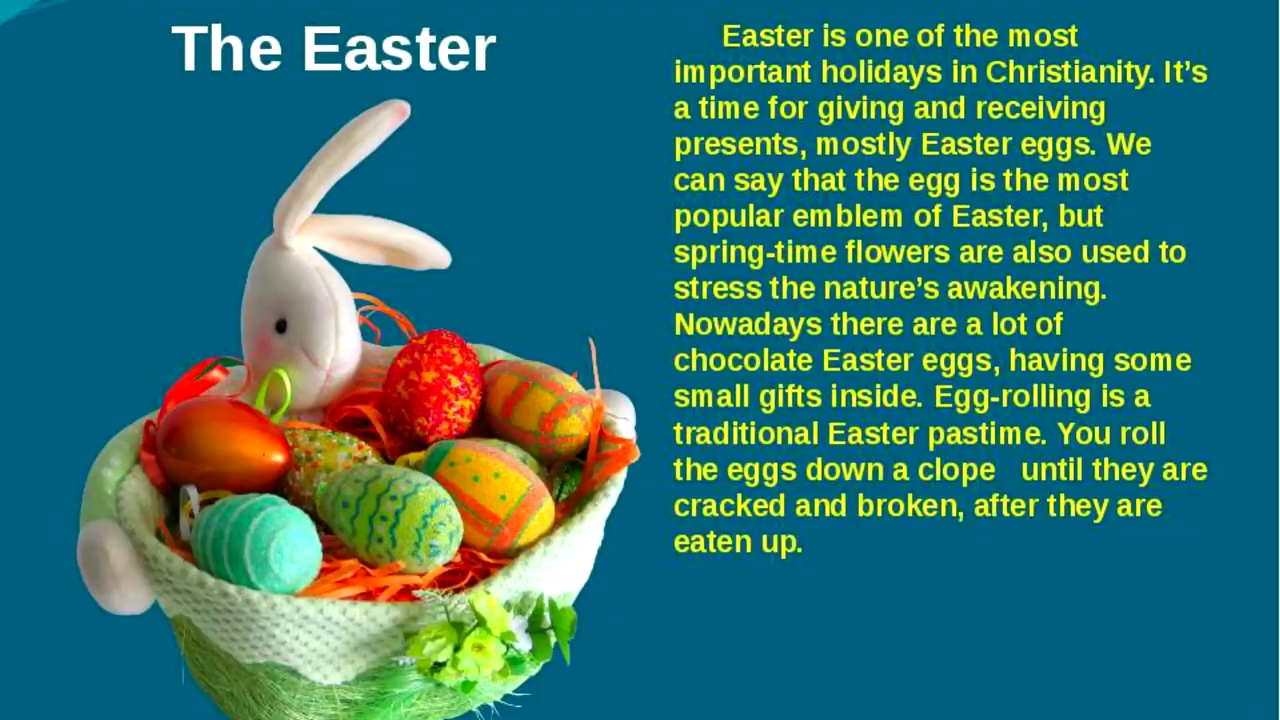 The Easter
Easter is one of the most
important holidays in Christianity. It’s
a time for giving and receiving
presents, mostly Easter eggs. We
can say that the egg is the most
popular emblem of Easter, but
spring-time flowers are also used to
stress the nature’s awakening.
Nowadays there are a lot of
chocolate Easter eggs, having some
small gifts inside. Egg-rolling is a
traditional Easter pastime. You roll
the eggs down a clope until they are
cracked and broken, after they are
eaten up.